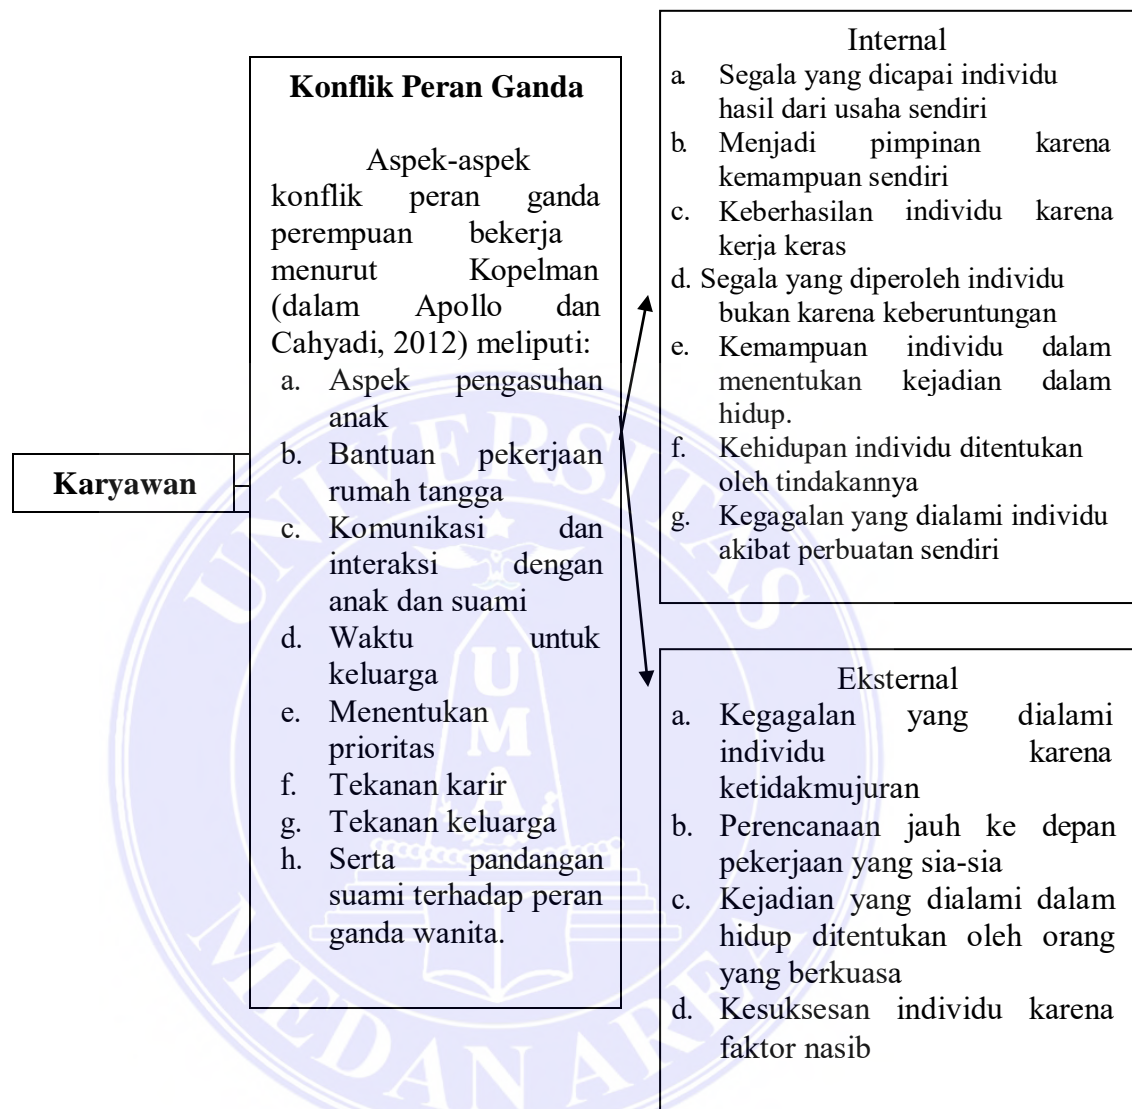 Karyawan
Konflik Peran Ganda
Aspek-aspek
konflik peran ganda
perempuan bekerja
menurut Kopelman
(dalam Apollo dan
Cahyadi, 2012) meliputi:
a. Aspek pengasuhan
anak
b. Bantuan pekerjaan
rumah tangga
c. Komunikasi dan
interaksi dengan
anak dan suami
d. Waktu untuk
keluarga
e. Menentukan
prioritas
f. Tekanan karir
g. Tekanan keluarga
h. Serta pandangan
suami terhadap peran
ganda wanita.
Internal
a. Segala yang dicapai individu
hasil dari usaha sendiri
b. Menjadi pimpinan karena
kemampuan sendiri
c. Keberhasilan individu karena
kerja keras
d. Segala yang diperoleh individu
bukan karena keberuntungan
e. Kemampuan individu dalam
menentukan kejadian dalam
hidup.
f. Kehidupan individu ditentukan
oleh tindakannya
g. Kegagalan yang dialami individu
akibat perbuatan sendiri
Eksternal
a. Kegagalan yang dialami
individu karena
ketidakmujuran
b. Perencanaan jauh ke depan
pekerjaan yang sia-sia
c. Kejadian yang dialami dalam
hidup ditentukan oleh orang
yang berkuasa
d. Kesuksesan individu karena
faktor nasib
UNIVERSITAS
MEDAN AREA
U
M
A